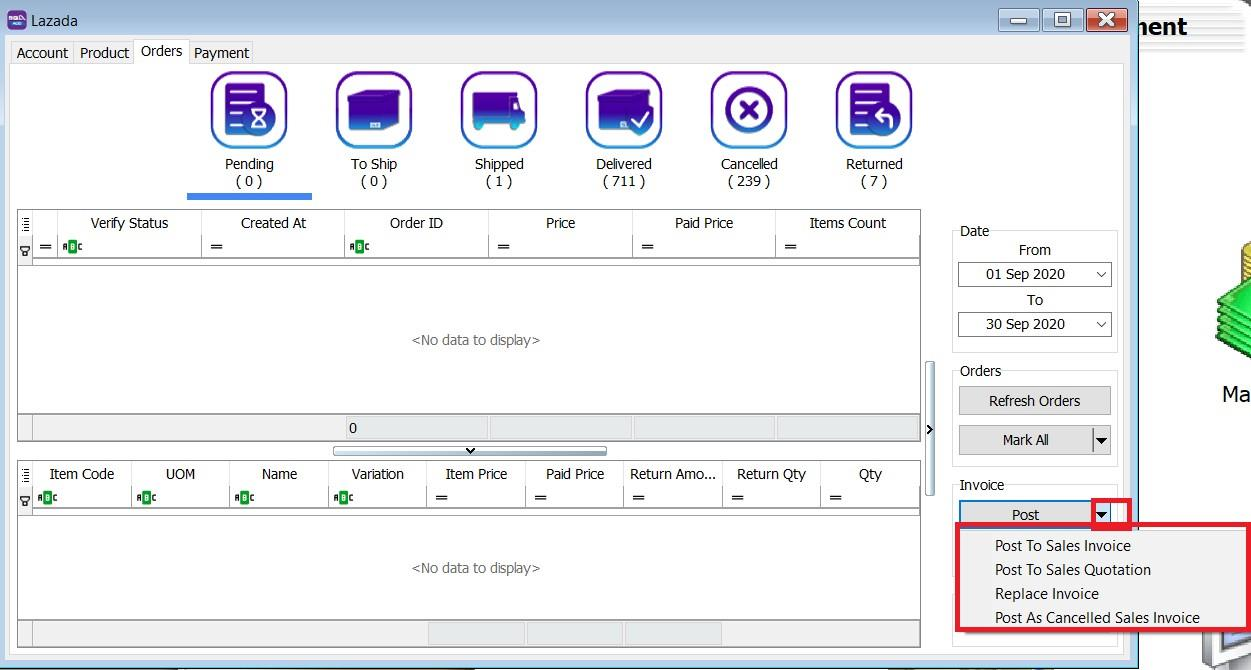 Lazada
ment
Account Product Orders Payment
Pending
( 0 )
To Ship
( 0 )
Shipped
( 1 )
Delivered
( 711 )
Cancelled
( 239 )
Returned
( 7 )
Verify Status Created At Order ID Price Paid Price Items Count
= ABC = ABC = = =
<No data to display>
0
Item Code UOM Name Variation Item Price Paid Price Return Amo... Return Qty Qty
ABC ABC ABC ABC = = = = =
<No data to display>
Date
From
01 Sep 2020
To
30 Sep 2020
Orders
Refresh Orders
Mark All
Invoice
Post
Post To Sales Invoice
Post To Sales Quotation
Replace Invoice
Post As Cancelled Sales Invoice
Ma